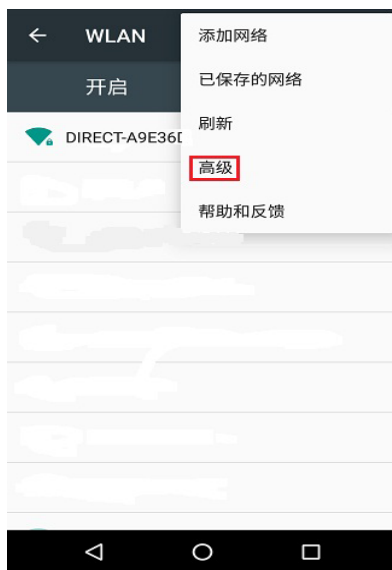 WLAN
开启
DIRECT-A9E36D
添加网络
已保存的网络
刷新
高级
帮助和反馈